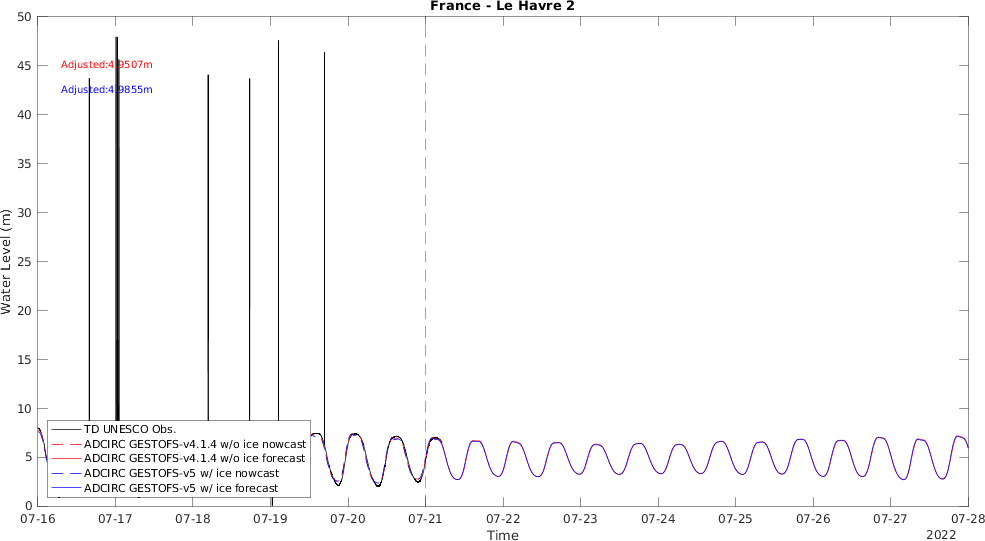 France - Le Havre 2
50
45
40
35
30
25
20
15
10
5
0
Water Level (m)
Adjusted:4.9507m
Adjusted:4.9855m
TD UNESCO Obs.
ADCIRC GESTOFS-v4.1.4 w/o ice nowcast
ADCIRC GESTOFS-v4.1.4 w/o ice forecast
ADCIRC GESTOFS-v5 w/ ice nowcast
ADCIRC GESTOFS-v5 w/ ice forecast
07-16 07-17 07-18 07-19 07-20 07-21 07-22 07-23 07-24 07-25 07-26 07-27 07-28
Time
2022